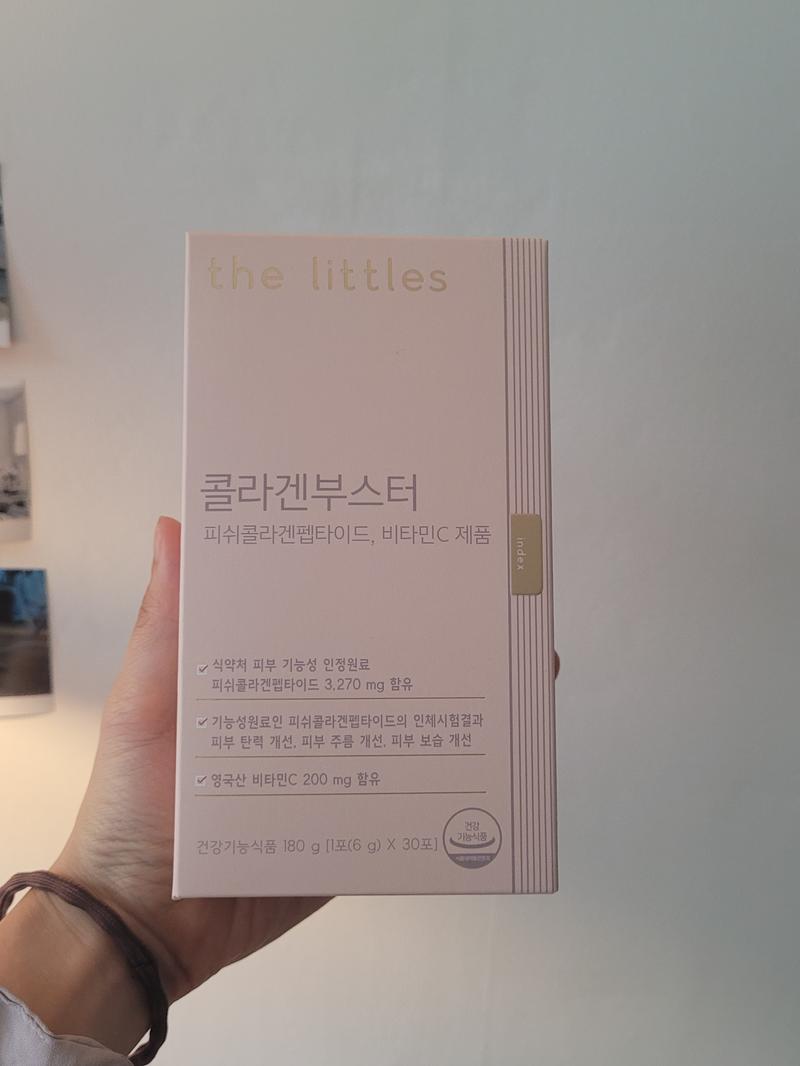 the littles
콜라겐부스터
피쉬콜라겐펩타이드, 비타민C 제품
index
식약처 피부 기능성 인정원료
피쉬콜라겐펩타이드 3,270 mg 함유
기능성원료인 피쉬콜라겐펩타이드의 인체시험결과
피부 탄력 개선, 피부 주름 개선, 피부 보습 개선
영국산 비타민C 200 mg 함유
건강기능식품 180 g [1포(6 g) X 30포]
건강
기능식품